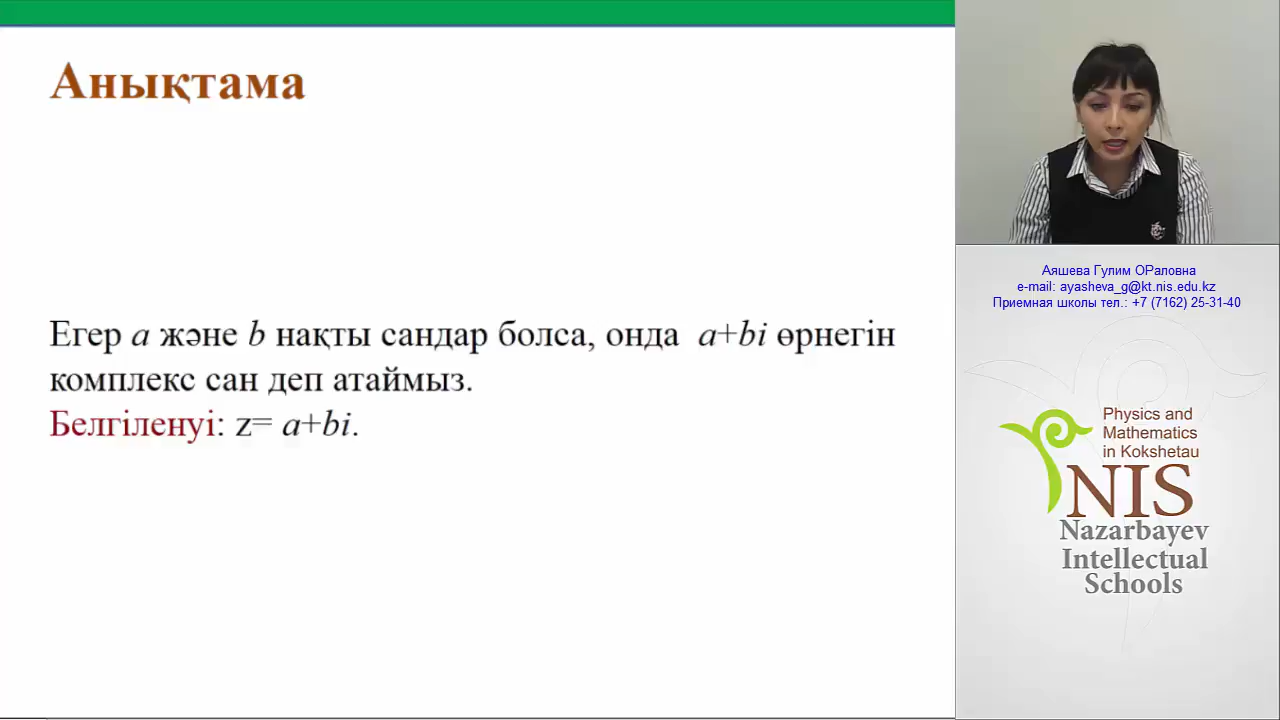 Анықтама
Егер a және b нақты сандар болса, онда a+bi өрнегін
комплекс сан деп атаймыз.
Белгіленуі: z= a+bi.
Аяшева Гулим ОРаловна
e-mail: ayasheva_g@kt.nis.edu.kz
Приемная школы тел.: +7 (7162) 25-31-40
Physics and
Mathematics
in Kokshetau
NIS
Nazarbayev
Intellectual
Schools